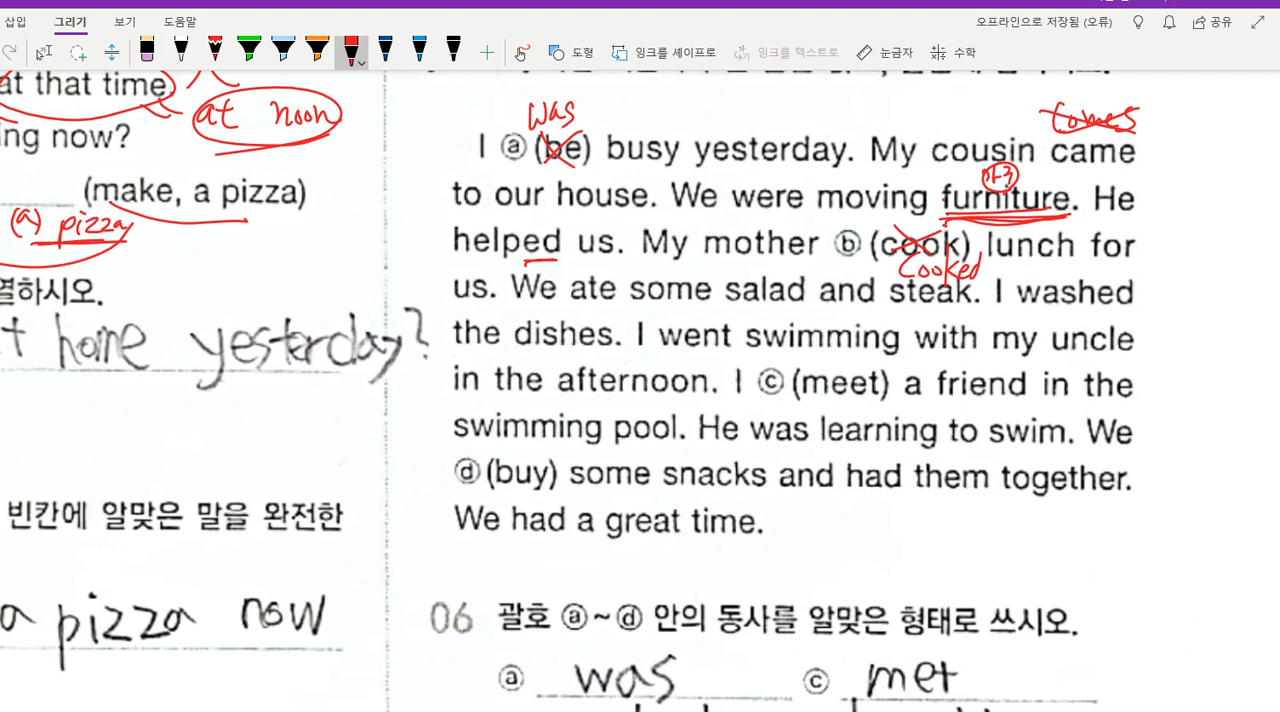 삽입 그리기 보기 도움말 오프라인으로 저장됨 (오류) 공유
도형 잉크를 셰이프로 잉크를 텍스트로 눈금자 수학
at that time
at noon
ing now?
(make, a pizza)
(a) pizza
열하시오.
t home yesterday?
빈칸에 알맞은 말을 완전한
a pizza now
was
comes
I ⓐ (be) busy yesterday. My cousin came
to our house. We were moving furniture. He
helped us. My mother ⓑ (cook) lunch for
cooked
us. We ate some salad and steak. I washed
the dishes. I went swimming with my uncle
in the afternoon. I ⓒ (meet) a friend in the
swimming pool. He was learning to swim. We
ⓓ (buy) some snacks and had them together.
We had a great time.
06 괄호 ⓐ~ⓓ 안의 동사를 알맞은 형태로 쓰시오.
ⓐ was ⓒ met